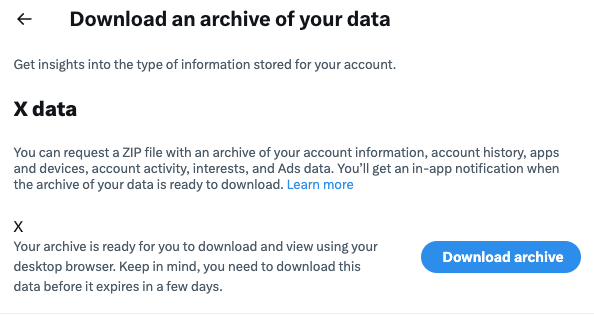 Download an archive of your data
Get insights into the type of information stored for your account.
X data
You can request a ZIP file with an archive of your account information, account history, apps
and devices, account activity, interests, and Ads data. You’ll get an in-app notification when
the archive of your data is ready to download. Learn more
X
Your archive is ready for you to download and view using your
desktop browser. Keep in mind, you need to download this
data before it expires in a few days.
Download archive